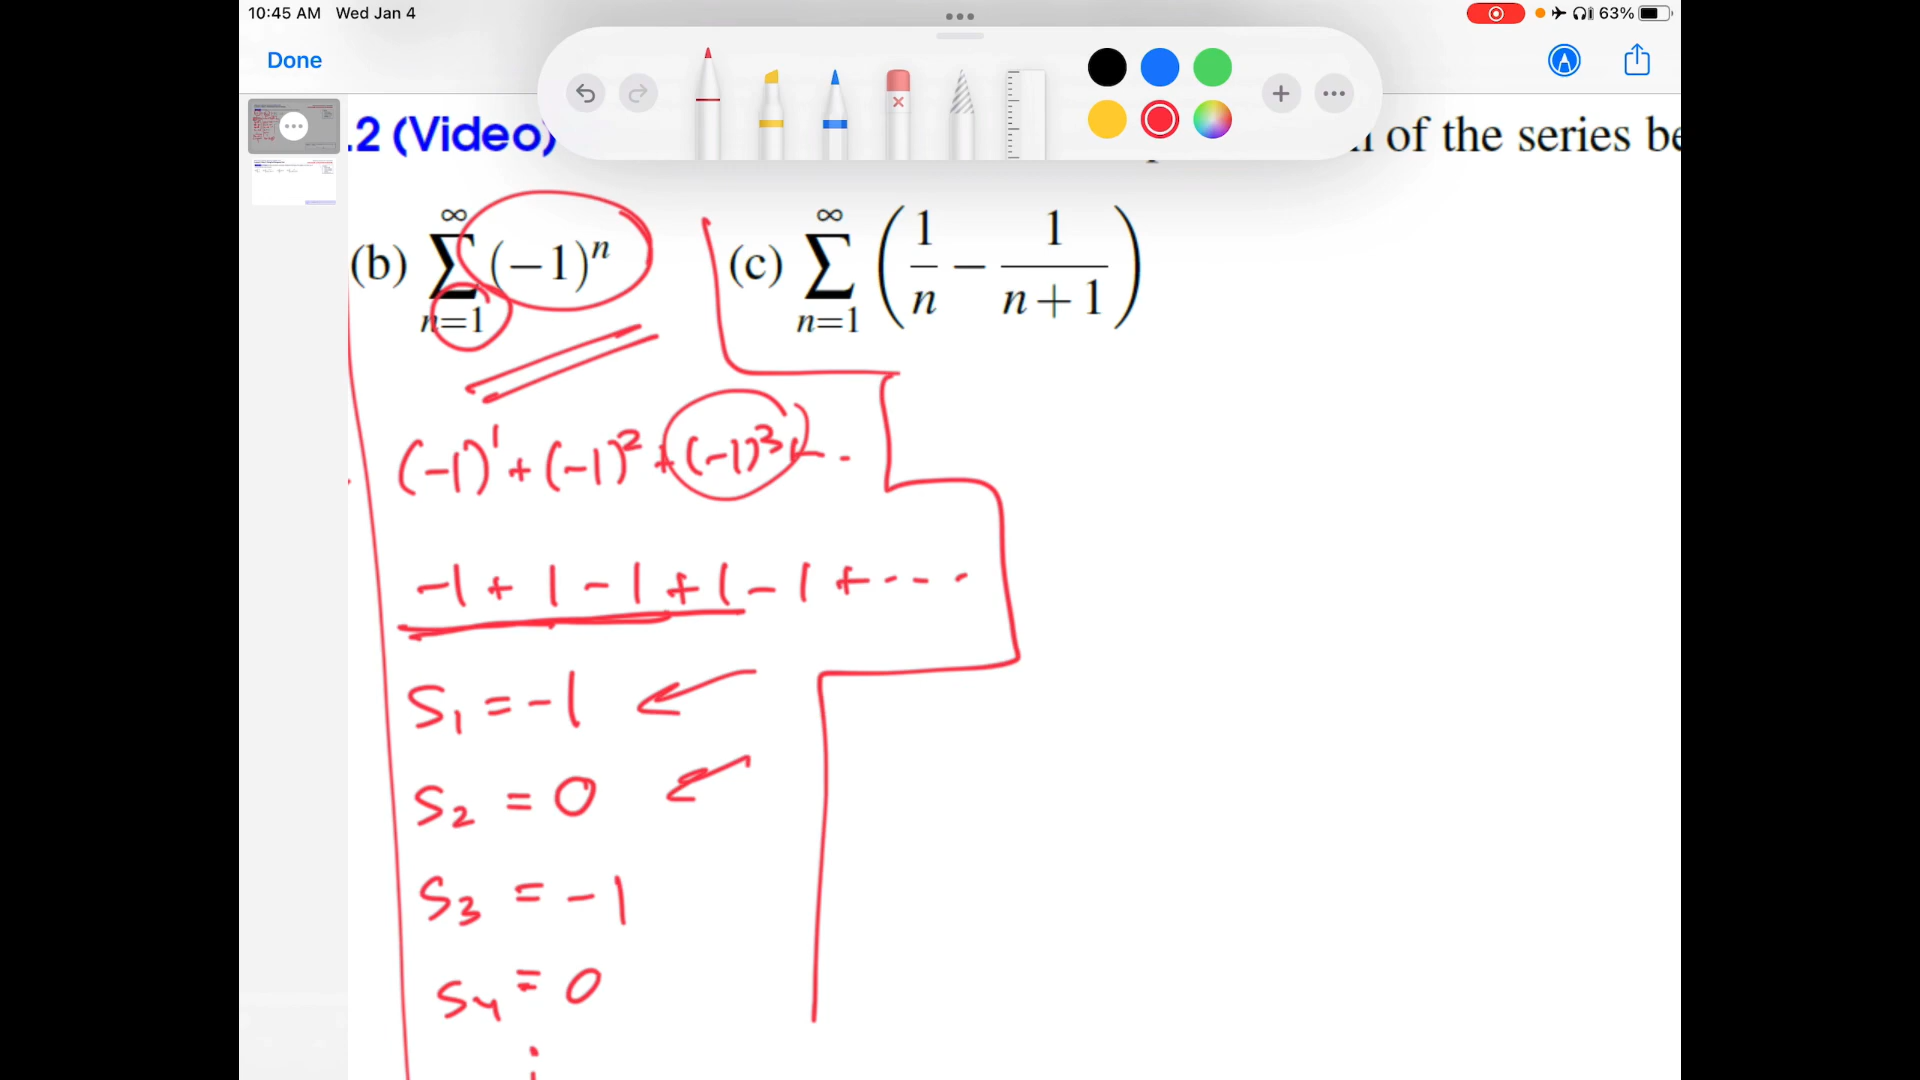 10:45 AM Wed Jan 4
63%
Done
.2 (Video)
of the series be
(b) ∞∑n=1 (−1)ⁿ
(c) ∞∑n=1 (1/n − 1/(n+1))
(-1)¹ + (-1)² + (-1)³ + ..
-1 + 1 - 1 + 1 - 1 + ....
S₁ = -1
S₂ = 0
S₃ = -1
S₄ = 0